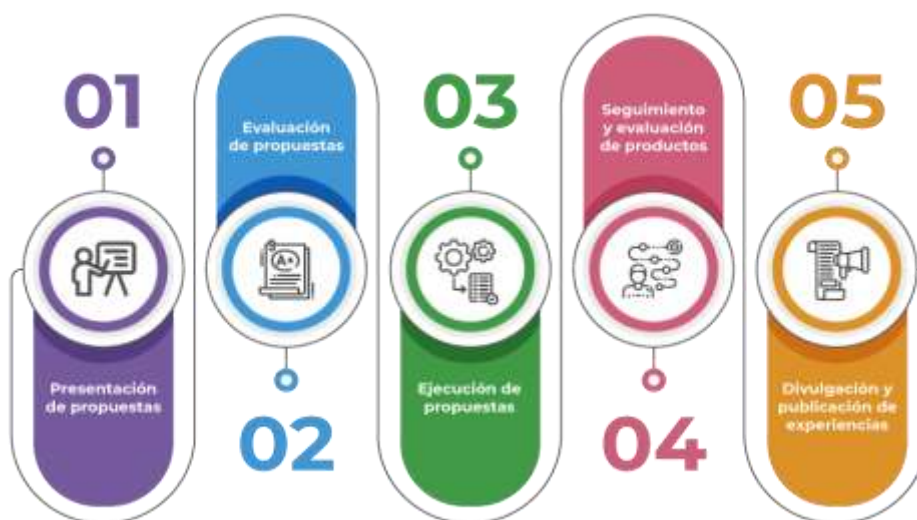 01
Presentación
de propuestas
Evaluación
de propuestas
02
03
Ejecución de
propuestas
Seguimiento
y evaluación
de productos
04
05
Divulgación y
publicación de
experiencias
A+